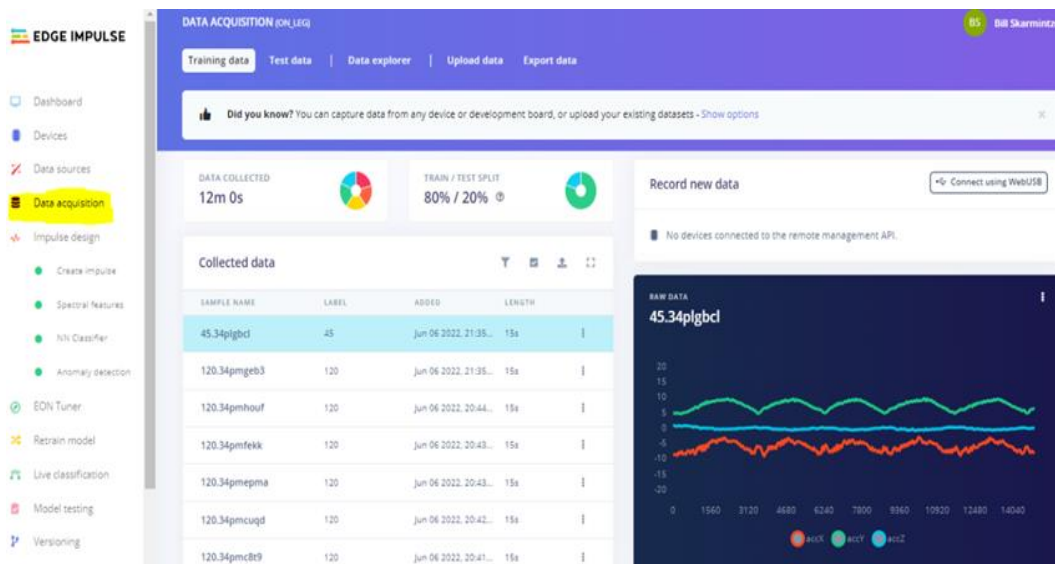 EDGE IMPULSE
Dashboard
Devices
Data sources
Data acquisition
Impulse design
Create impulse
Spectral features
NN Classifier
Anomaly detection
EON Tuner
Retrain model
Live classification
Model testing
Versioning
DATA ACQUISITION (ON_LEG)
BS Bill Skarmintz
Training data Test data | Data explorer | Upload data Export data
Did you know? You can capture data from any device or development board, or upload your existing datasets - Show options ×
DATA COLLECTED
12m 0s
TRAIN / TEST SPLIT
80% / 20%
Collected data
SAMPLE NAME LABEL ADDED LENGTH
45.34plgbcl 45 Jun 06 2022, 21:35... 15s
120.34pmgeb3 120 Jun 06 2022, 21:35... 15s
120.34pmhouf 120 Jun 06 2022, 20:44... 15s
120.34pmfekk 120 Jun 06 2022, 20:43... 15s
120.34pmepma 120 Jun 06 2022, 20:43... 15s
120.34pmcuqd 120 Jun 06 2022, 20:42... 15s
120.34pmc8t9 120 Jun 06 2022, 20:41... 15s
Record new data
Connect using WebUSB
No devices connected to the remote management API.
RAW DATA
45.34plgbcl
20
15
10
5
0
-5
-10
-15
-20
0 1560 3120 4680 6240 7800 9360 10920 12480 14040
accX accY accZ